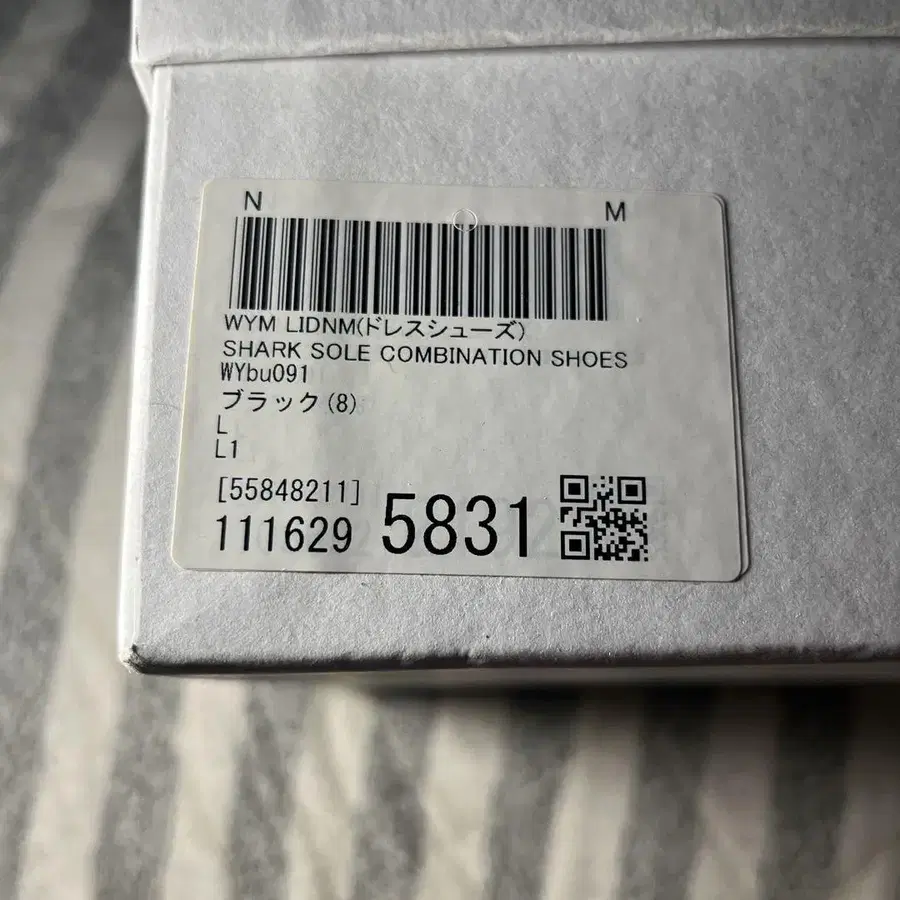 N M
WYM LIDNM(ドレスシューズ)
SHARK SOLE COMBINATION SHOES
WYbu091
ブラック(8)
L
L1
[55848211]
111629 5831